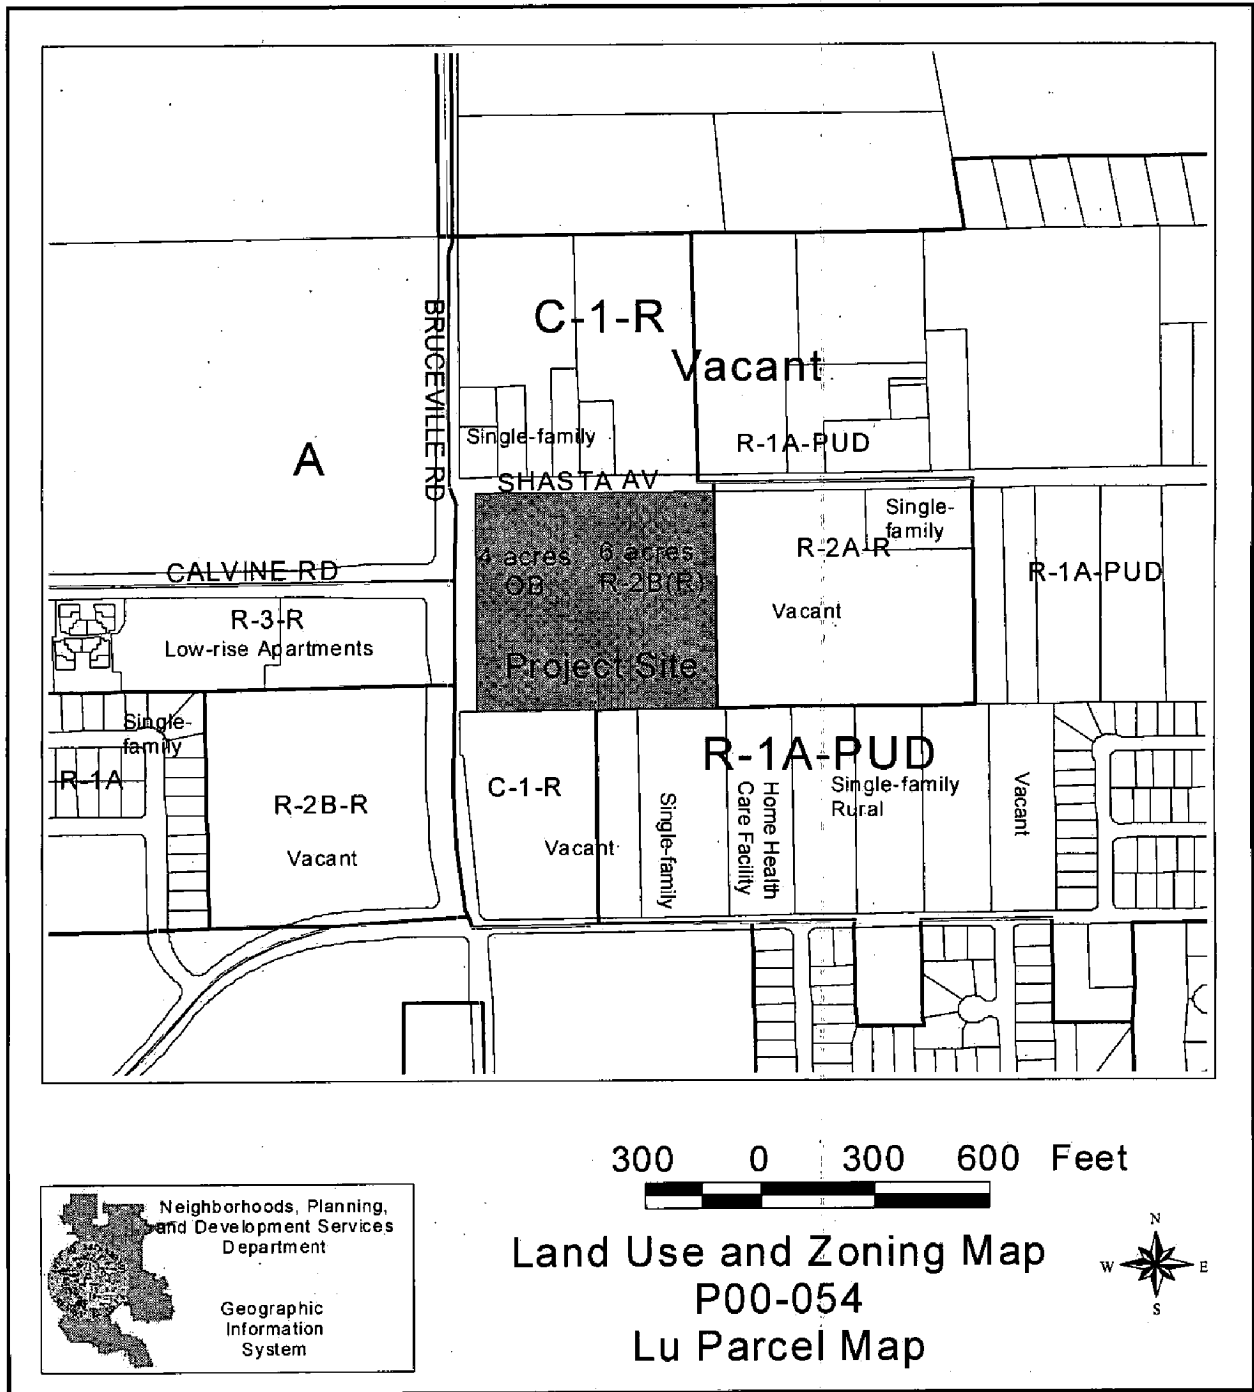 C-1-R
Vacant
BRUCEVILLE RD
A
Single-family
R-1A-PUD
SHASTA AV
4 acres
OB
6 acres
R-2B(R)
Project Site
Single-
family
R-2A-R
Vacant
R-1A-PUD
CALVINE RD
R-3-R
Low-rise Apartments
Single-
family
R-1A
R-2B-R
Vacant
C-1-R
Vacant
R-1A-PUD
Single-family
Home Health
Care Facility
Single-family
Rural
Vacant
300 0 300 600 Feet
Neighborhoods, Planning,
and Development Services
Department
Geographic
Information
System
Land Use and Zoning Map
P00-054
Lu Parcel Map
N
W E
S